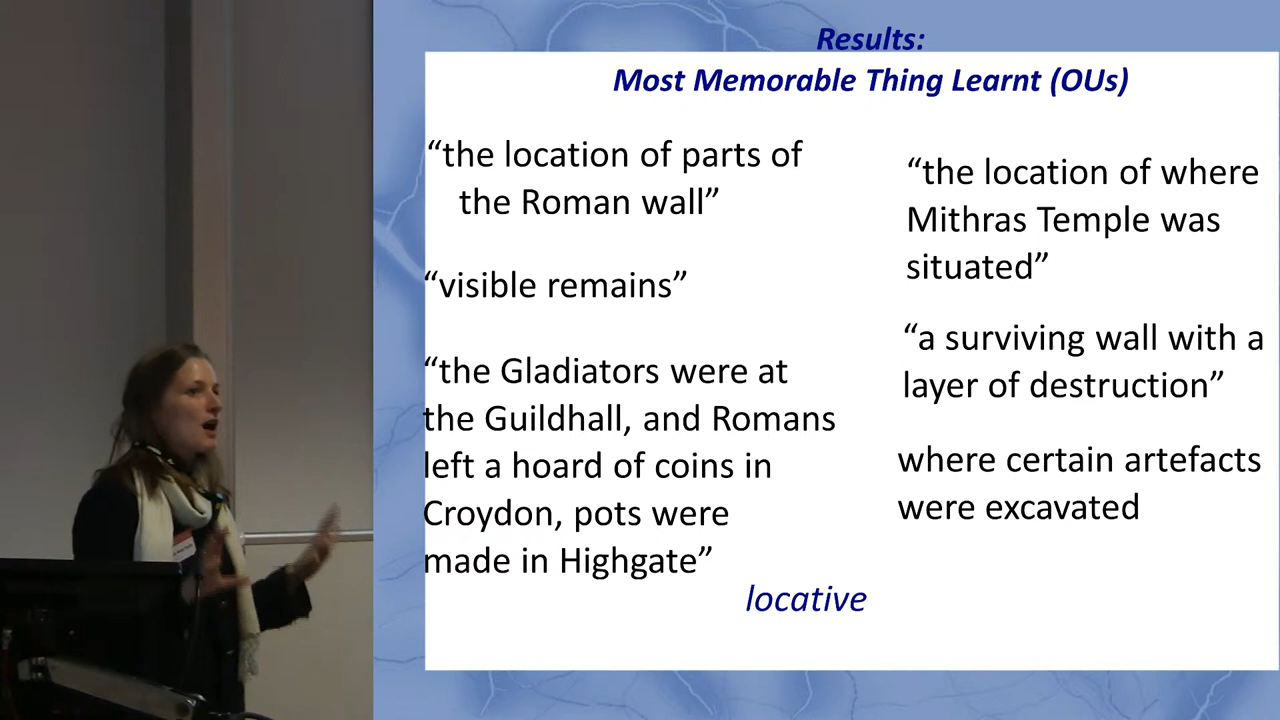 Results:
Most Memorable Thing Learnt (OUs)
“the location of parts of
the Roman wall”
“visible remains”
“the Gladiators were at
the Guildhall, and Romans
left a hoard of coins in
Croydon, pots were
made in Highgate”
“the location of where
Mithras Temple was
situated”
“a surviving wall with a
layer of destruction”
where certain artefacts
were excavated
locative